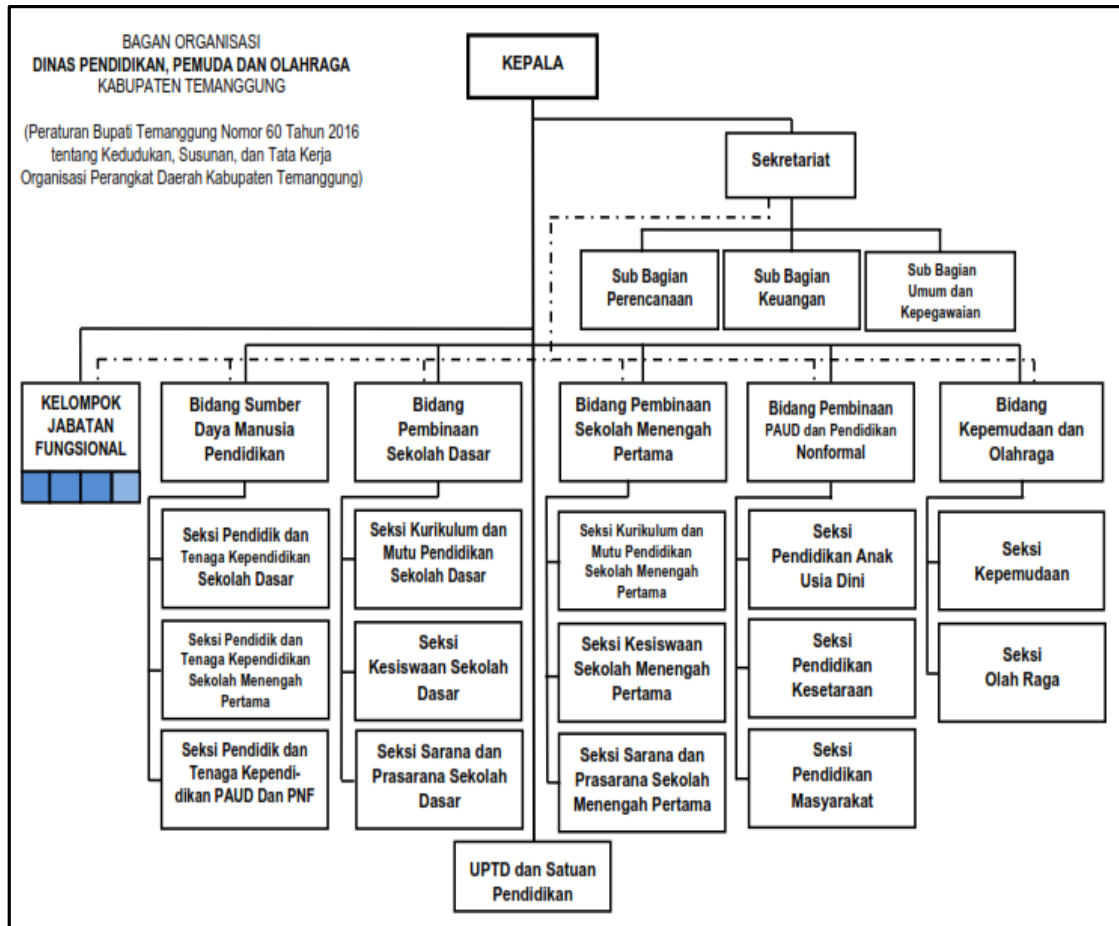 BAGAN ORGANISASI
DINAS PENDIDIKAN, PEMUDA DAN OLAHRAGA
KABUPATEN TEMANGGUNG
(Peraturan Bupati Temanggung Nomor 60 Tahun 2016
tentang Kedudukan, Susunan, dan Tata Kerja
Organisasi Perangkat Daerah Kabupaten Temanggung)
KEPALA
Sekretariat
Sub Bagian
Perencanaan
Sub Bagian
Keuangan
Sub Bagian
Umum dan
Kepegawaian
KELOMPOK
JABATAN
FUNGSIONAL
Bidang Sumber
Daya Manusia
Pendidikan
Bidang
Pembinaan
Sekolah Dasar
Bidang Pembinaan
Sekolah Menengah
Pertama
Bidang Pembinaan
PAUD dan Pendidikan
Nonformal
Bidang
Kepemudaan dan
Olahraga
Seksi Pendidik dan
Tenaga Kependidikan
Sekolah Dasar
Seksi Kurikulum dan
Mutu Pendidikan
Sekolah Dasar
Seksi Kurikulum dan
Mutu Pendidikan
Sekolah Menengah
Pertama
Seksi
Pendidikan Anak
Usia Dini
Seksi
Kepemudaan
Seksi Pendidik dan
Tenaga Kependidikan
Sekolah Menengah
Pertama
Seksi
Kesiswaan Sekolah
Dasar
Seksi Kesiswaan
Sekolah Menengah
Pertama
Seksi
Pendidikan
Kesetaraan
Seksi
Olah Raga
Seksi Pendidik dan
Tenaga Kependi-
dikan PAUD Dan PNF
Seksi Sarana dan
Prasarana Sekolah
Dasar
Seksi Sarana dan
Prasarana Sekolah
Menengah Pertama
Seksi
Pendidikan
Masyarakat
UPTD dan Satuan
Pendidikan